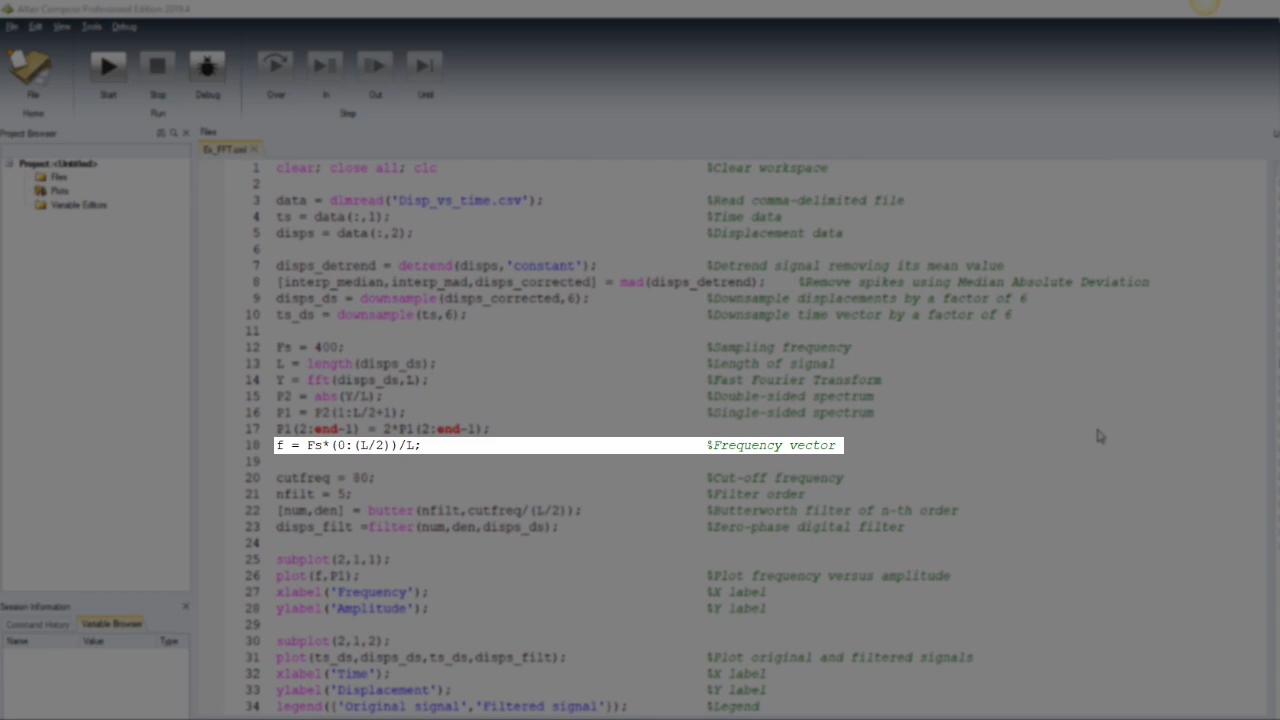 Altair Compose Professional Edition 2019.4
File Edit View Tools Debug
File Start Stop Debug Over In Out Until
Home Run Step
Project Browser
Files
Ex_FFT.oml
Project: <Untitled>
Files
Plots
Variable Editors
1 clear; close all; clc %Clear workspace
2
3 data = dlmread('Disp_vs_time.csv'); %Read comma-delimited file
4 ts = data(:,1); %Time data
5 disps = data(:,2); %Displacement data
6
7 disps_detrend = detrend(disps,'constant'); %Detrend signal removing its mean value
8 [interp_median,interp_mad,disps_corrected] = mad(disps_detrend); %Remove spikes using Median Absolute Deviation
9 disps_ds = downsample(disps_corrected,6); %Downsample displacements by a factor of 6
10 ts_ds = downsample(ts,6); %Downsample time vector by a factor of 6
11
12 Fs = 400; %Sampling frequency
13 L = length(disps_ds); %Length of signal
14 Y = fft(disps_ds,L); %Fast Fourier Transform
15 P2 = abs(Y/L); %Double-sided spectrum
16 P1 = P2(1:L/2+1); %Single-sided spectrum
17 P1(2:end-1) = 2*P1(2:end-1);
18 f = Fs*(0:(L/2))/L; %Frequency vector
19
20 cutfreq = 80; %Cut-off frequency
21 nfilt = 5; %Filter order
22 [num,den] = butter(nfilt,cutfreq/(L/2)); %Butterworth filter of n-th order
23 disps_filt =filter(num,den,disps_ds); %Zero-phase digital filter
24
25 subplot(2,1,1);
26 plot(f,P1); %Plot frequency versus amplitude
27 xlabel('Frequency'); %X label
28 ylabel('Amplitude'); %Y label
29
30 subplot(2,1,2);
31 plot(ts_ds,disps_ds,ts_ds,disps_filt); %Plot original and filtered signals
32 xlabel('Time'); %X label
33 ylabel('Displacement'); %Y label
34 legend({'Original signal','Filtered signal'}); %Legend
Session Information
Command History Variable Browser
Name Value Type